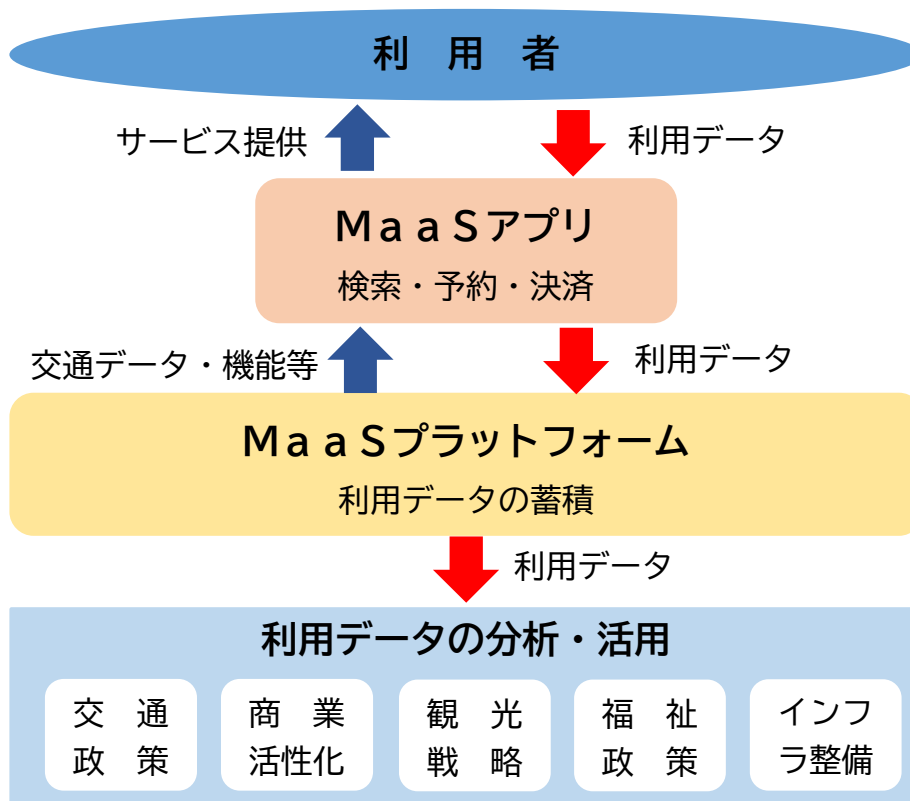 利　用　者
サービス提供
利用データ
ＭａａＳアプリ
検索・予約・決済
交通データ・機能等
利用データ
ＭａａＳプラットフォーム
利用データの蓄積
利用データ
利用データの分析・活用
交　通
政　策
商　業
活性化
観　光
戦　略
福　祉
政　策
インフ
ラ整備